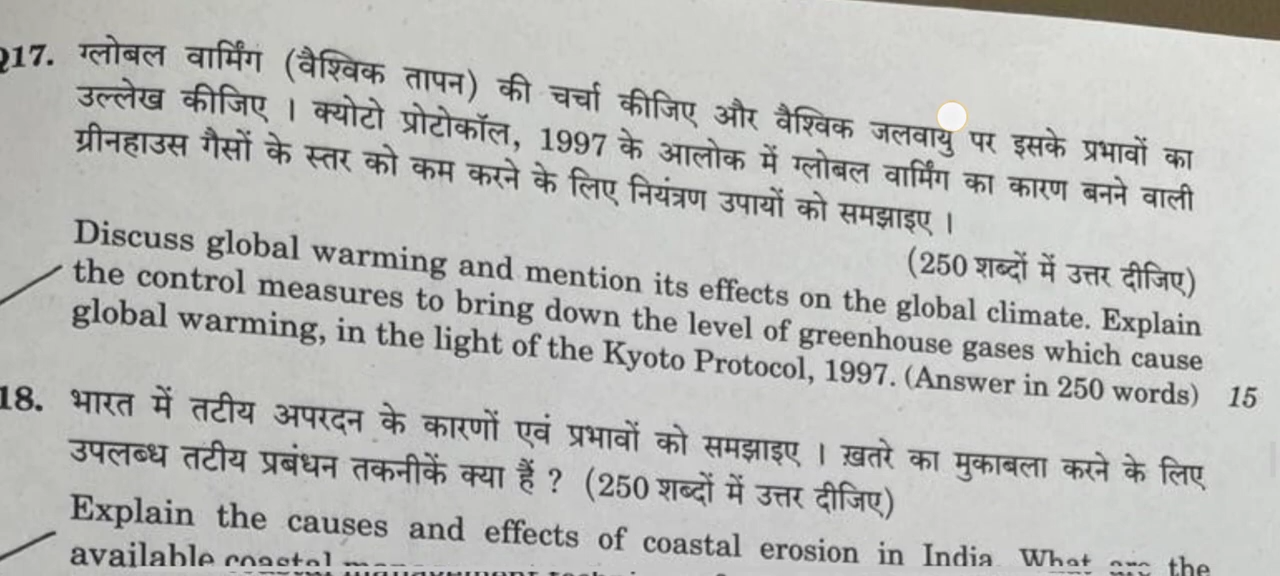 17. ग्लोबल वार्मिंग (वैश्विक तापन) की चर्चा कीजिए और वैश्विक जलवायु पर इसके प्रभावों का
उल्लेख कीजिए । क्योटो प्रोटोकॉल, 1997 के आलोक में ग्लोबल वार्मिंग का कारण बनने वाली
ग्रीनहाउस गैसों के स्तर को कम करने के लिए नियंत्रण उपायों को समझाइए ।
(250 शब्दों में उत्तर दीजिए)
Discuss global warming and mention its effects on the global climate. Explain
the control measures to bring down the level of greenhouse gases which cause
global warming, in the light of the Kyoto Protocol, 1997. (Answer in 250 words) 15
18. भारत में तटीय अपरदन के कारणों एवं प्रभावों को समझाइए । ख़तरे का मुकाबला करने के लिए
उपलब्ध तटीय प्रबंधन तकनीकें क्या हैं ? (250 शब्दों में उत्तर दीजिए)
Explain the causes and effects of coastal erosion in India. What are the
available coastal